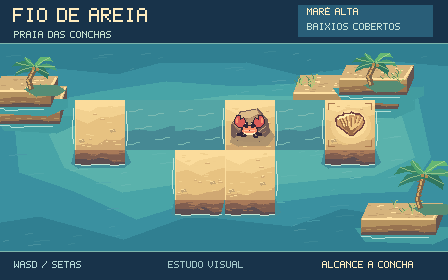 FIO DE AREIA
PRAIA DAS CONCHAS
MARÉ ALTA
BAIXIOS COBERTOS
WASD / SETAS
ESTUDO VISUAL
ALCANCE A CONCHA